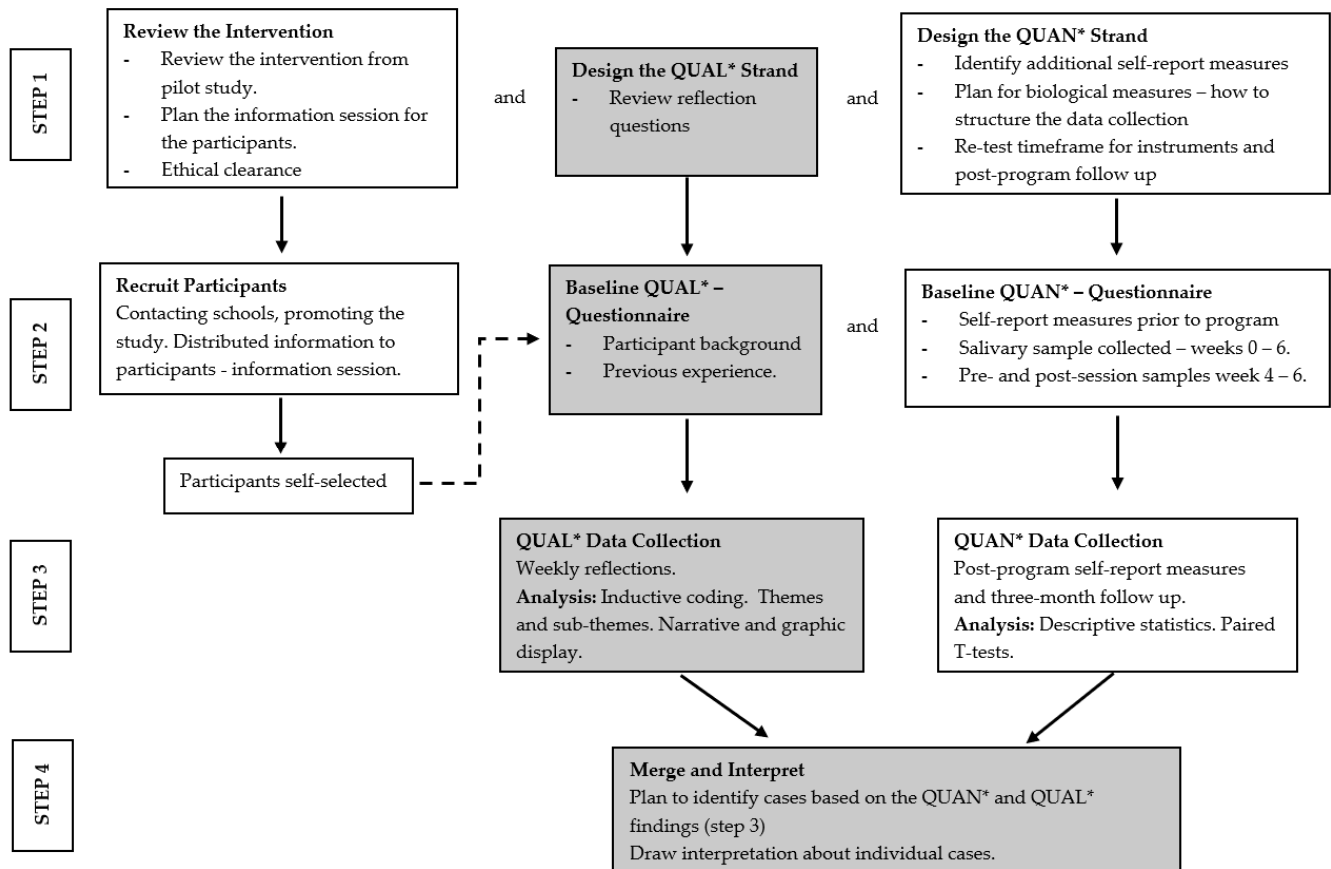 STEP 1
Review the Intervention
- Review the intervention from
pilot study.
- Plan the information session for
the participants.
- Ethical clearance
and
Design the QUAL* Strand
- Review reflection
questions
and
Design the QUAN* Strand
- Identify additional self-report measures
- Plan for biological measures – how to
structure the data collection
- Re-test timeframe for instruments and
post-program follow up
STEP 2
Recruit Participants
Contacting schools, promoting the
study. Distributed information to
participants - information session.
Participants self-selected
Baseline QUAL* –
Questionnaire
- Participant background
- Previous experience.
and
Baseline QUAN* – Questionnaire
- Self-report measures prior to program
- Salivary sample collected – weeks 0 – 6.
- Pre- and post-session samples week 4 – 6.
STEP 3
QUAL* Data Collection
Weekly reflections.
Analysis: Inductive coding. Themes
and sub-themes. Narrative and graphic
display.
QUAN* Data Collection
Post-program self-report measures
and three-month follow up.
Analysis: Descriptive statistics. Paired
T-tests.
STEP 4
Merge and Interpret
Plan to identify cases based on the QUAN* and QUAL*
findings (step 3)
Draw interpretation about individual cases.